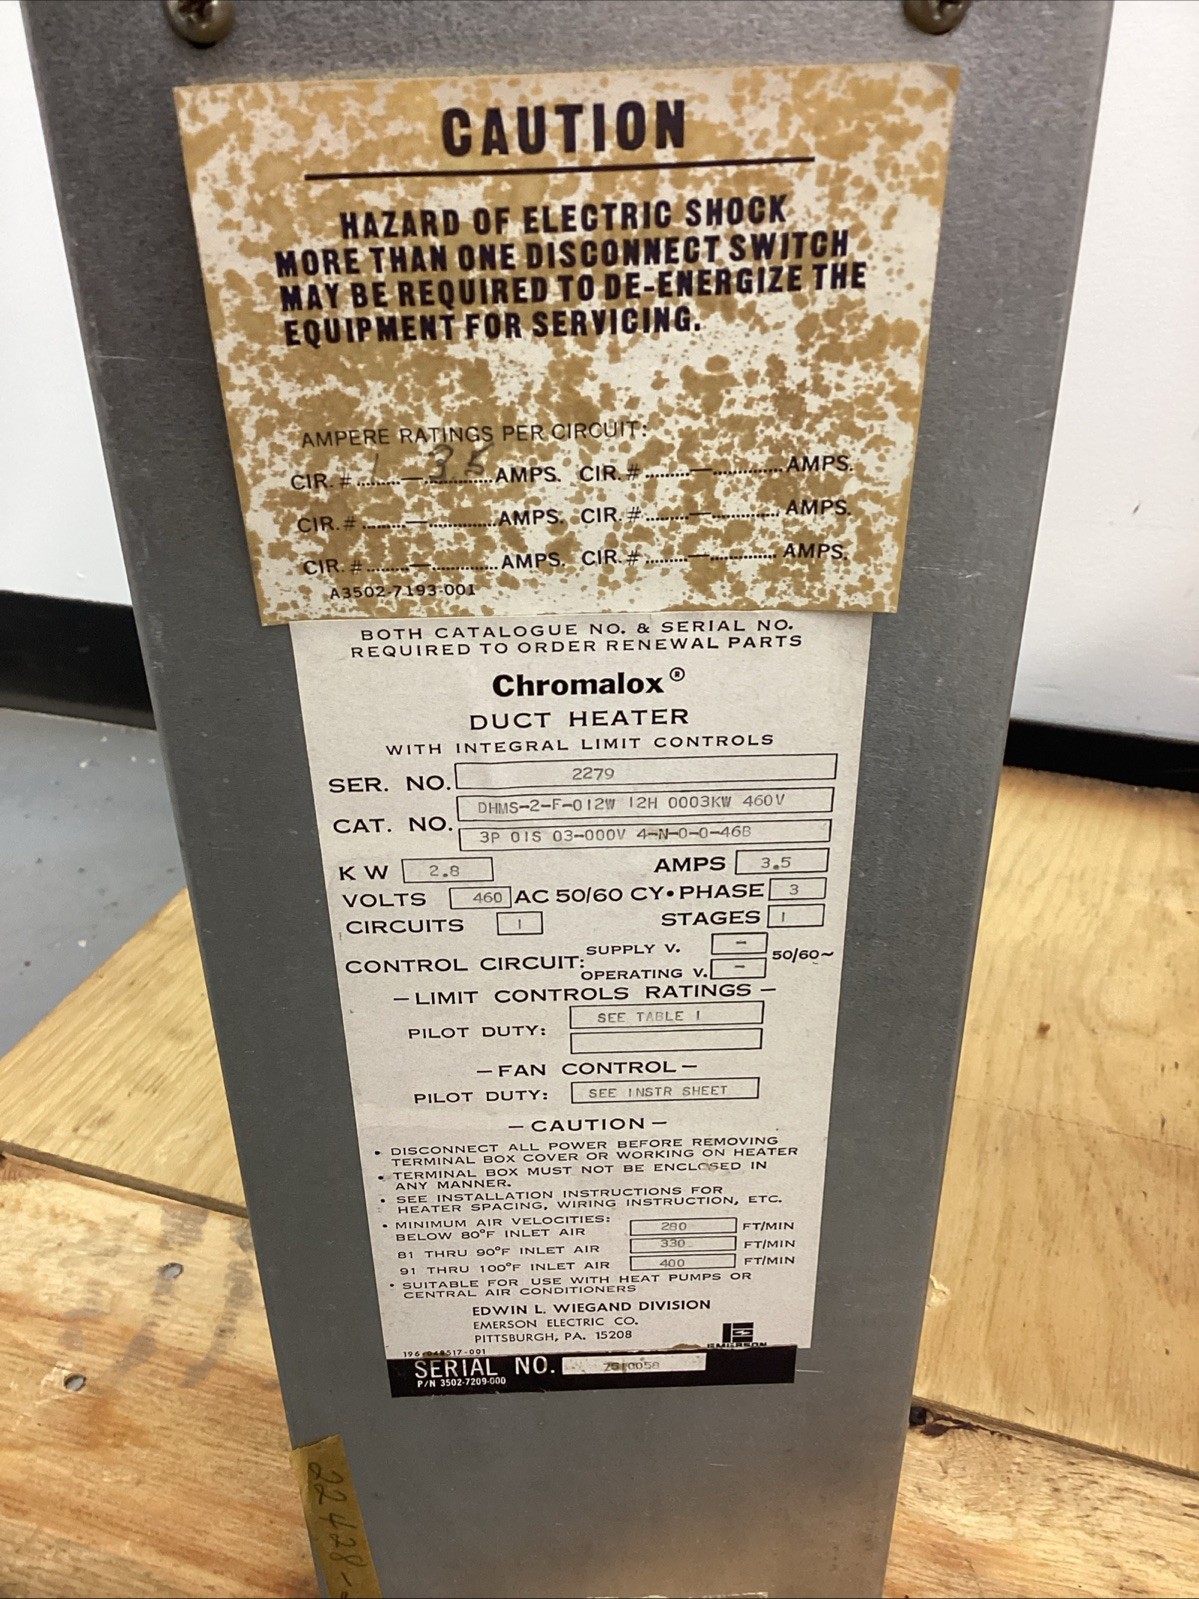 CAUTION
HAZARD OF ELECTRIC SHOCK
MORE THAN ONE DISCONNECT SWITCH
MAY BE REQUIRED TO DE-ENERGIZE THE
EQUIPMENT FOR SERVICING.
AMPERE RATINGS PER CIRCUIT:
CIR. # 1 — 3.5 AMPS. CIR. # ........—.............. AMPS.
CIR. # ........—.............. AMPS. CIR. # ........—.............. AMPS.
CIR. # ........—.............. AMPS. CIR. # ........—.............. AMPS.
A3502-7193-001
BOTH CATALOGUE NO. & SERIAL NO.
REQUIRED TO ORDER RENEWAL PARTS
Chromalox®
DUCT HEATER
WITH INTEGRAL LIMIT CONTROLS
SER. NO. 2279
CAT. NO. DHMS-2-F-012W 12H 0003KW 460V
3P 01S 03-000V 4-N-0-0-46B
KW 2.8 AMPS 3.5
VOLTS 460 AC 50/60 CY• PHASE 3
CIRCUITS 1 STAGES 1
CONTROL CIRCUIT: SUPPLY V. - 50/60~
OPERATING V. -
— LIMIT CONTROLS RATINGS —
PILOT DUTY: SEE TABLE 1
— FAN CONTROL —
PILOT DUTY: SEE INSTR SHEET
— CAUTION —
• DISCONNECT ALL POWER BEFORE REMOVING
TERMINAL BOX COVER OR WORKING ON HEATER
• TERMINAL BOX MUST NOT BE ENCLOSED IN
ANY MANNER.
• SEE INSTALLATION INSTRUCTIONS FOR
HEATER SPACING, WIRING INSTRUCTION, ETC.
• MINIMUM AIR VELOCITIES:
BELOW 80°F INLET AIR 280 FT/MIN
81 THRU 90°F INLET AIR 330 FT/MIN
91 THRU 100°F INLET AIR 400 FT/MIN
• SUITABLE FOR USE WITH HEAT PUMPS OR
CENTRAL AIR CONDITIONERS
EDWIN L. WIEGAND DIVISION
EMERSON ELECTRIC CO.
PITTSBURGH, PA. 15208
EMERSON
SERIAL NO.
P/N 3502-7209-000
22428-